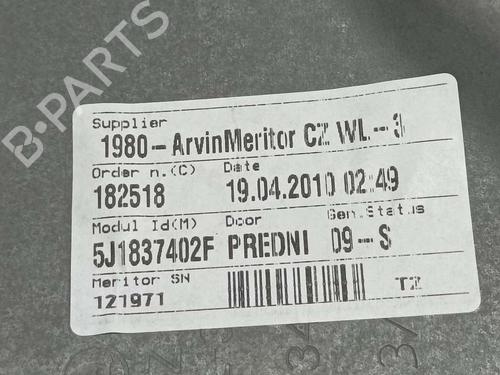 B-PARTS
Supplier
1980-ArvinMeritor CZ WL-3
Order n.(C) Date
182518 19.04.2010 02:49
Modul Id(M) Door Gen.Status
5J1837402F PREDNI 09-S
Meritor SN
121971 TZ